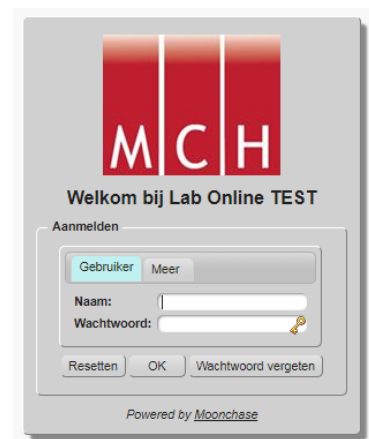 MCH
Welkom bij Lab Online TEST
Aanmelden
Gebruiker Meer
Naam:
Wachtwoord:
Resetten OK Wachtwoord vergeten
Powered by Moonchase